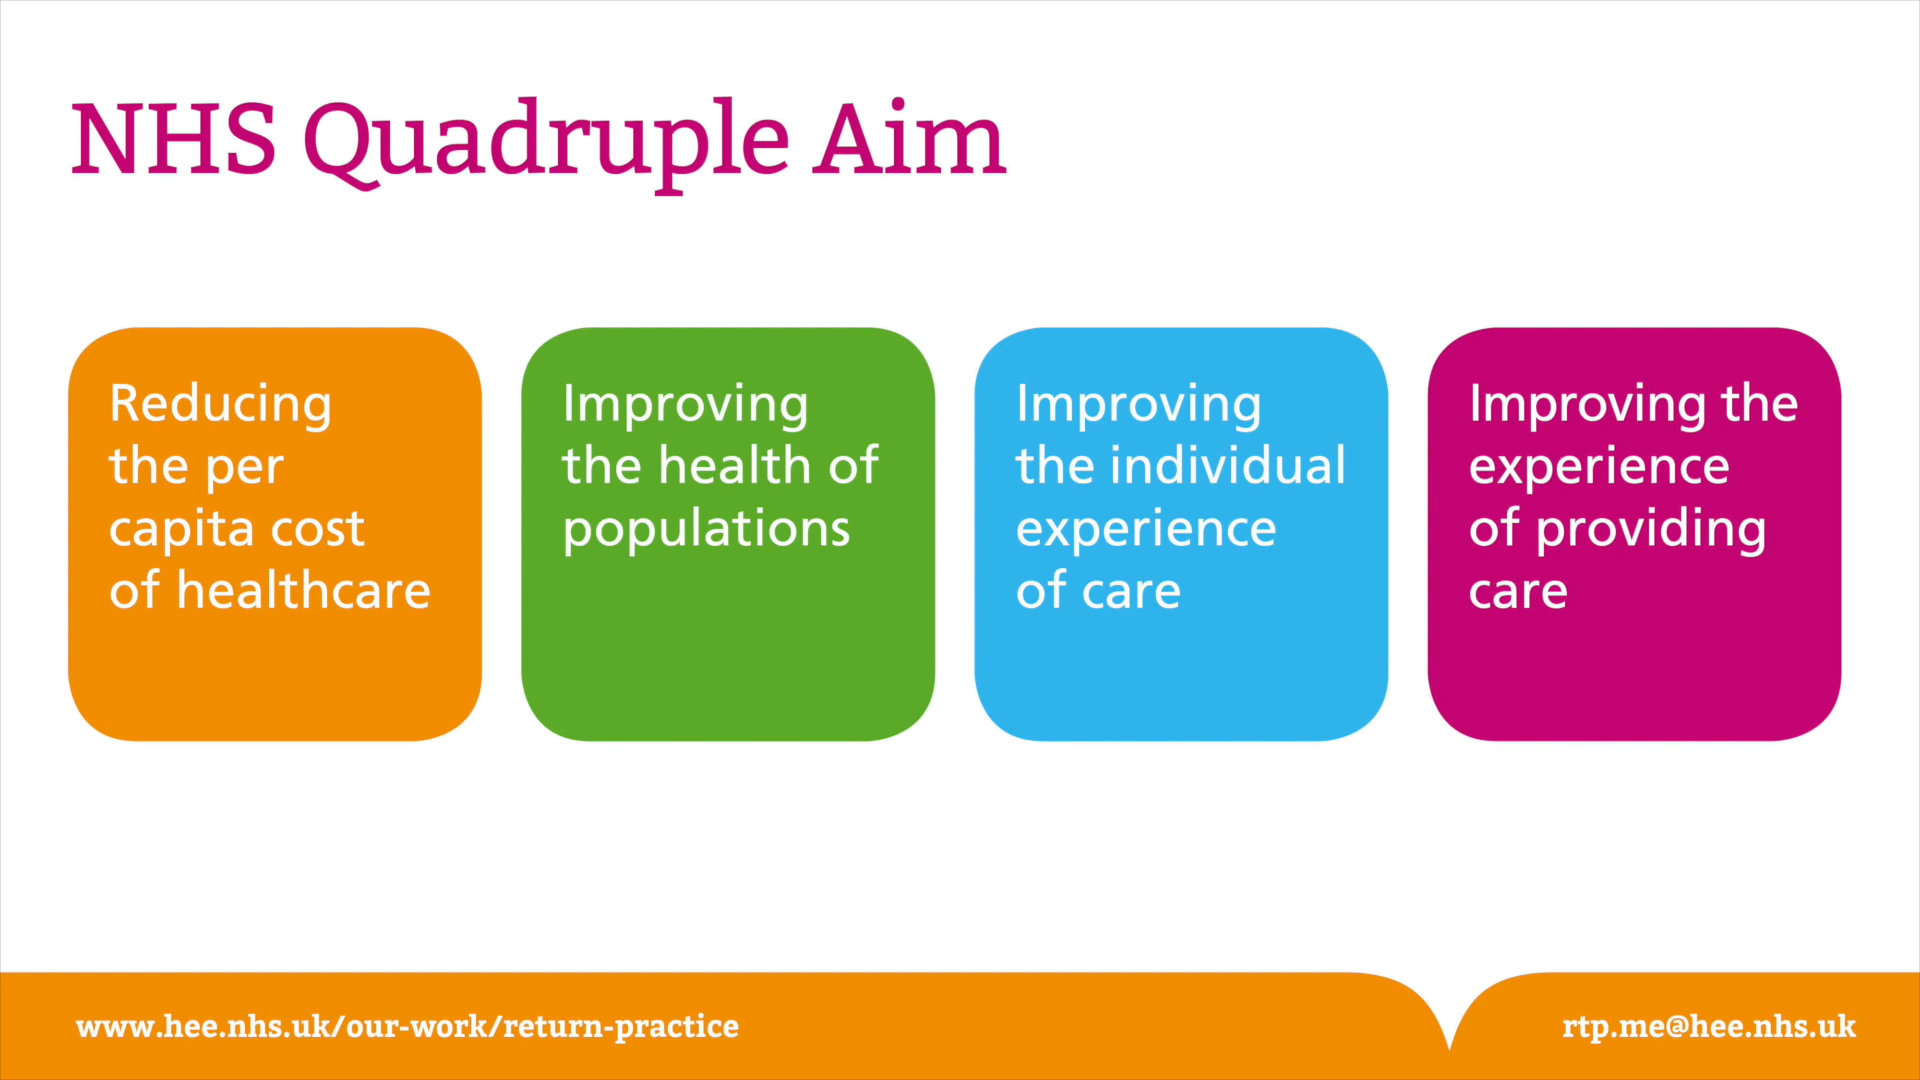 NHS Quadruple Aim
Reducing
the per
capita cost
of healthcare
Improving
the health of
populations
Improving
the individual
experience
of care
Improving the
experience
of providing
care
www.hee.nhs.uk/our-work/return-practice
rtp.me@hee.nhs.uk